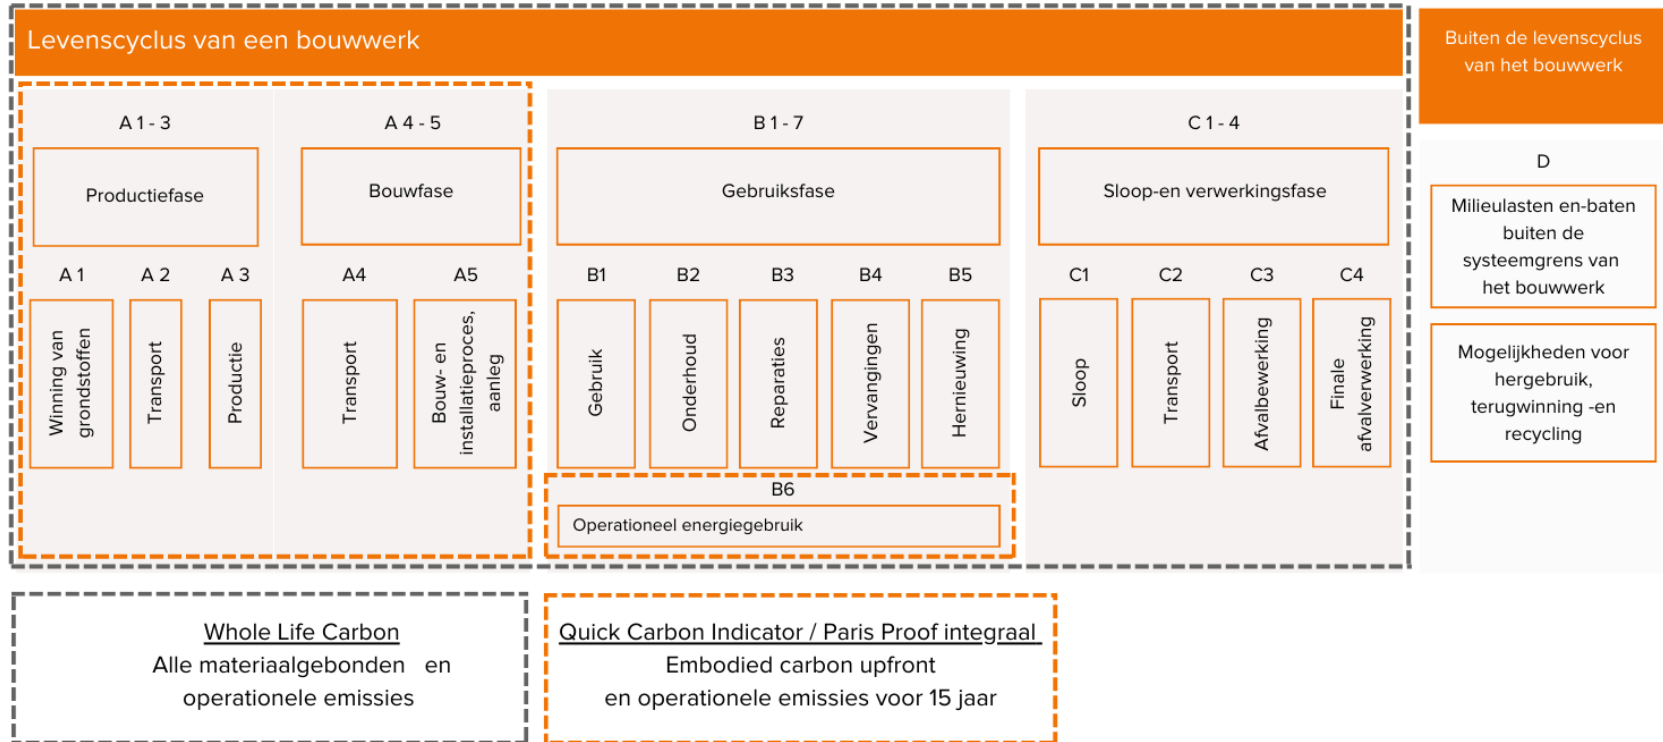 Levenscyclus van een bouwwerk
Buiten de levenscyclus
van het bouwwerk
A 1 - 3
A 4 - 5
B 1 - 7
C 1 - 4
D
Productiefase
Bouwfase
Gebruiksfase
Sloop-en verwerkingsfase
Milieulasten en-baten
buiten de
systeemgrens van
het bouwwerk
A 1
A 2
A 3
A4
A5
B1
B2
B3
B4
B5
C1
C2
C3
C4
Winning van
grondstoffen
Transport
Productie
Transport
Bouw- en
installatieproces,
aanleg
Gebruik
Onderhoud
Reparaties
Vervangingen
Hernieuwing
Sloop
Transport
Afvalbewerking
Finale
afvalverwerking
Mogelijkheden voor
hergebruik,
terugwinning -en
recycling
B6
Operationeel energiegebruik
Whole Life Carbon
Alle materiaalgebonden en
operationele emissies
Quick Carbon Indicator / Paris Proof integraal
Embodied carbon upfront
en operationele emissies voor 15 jaar